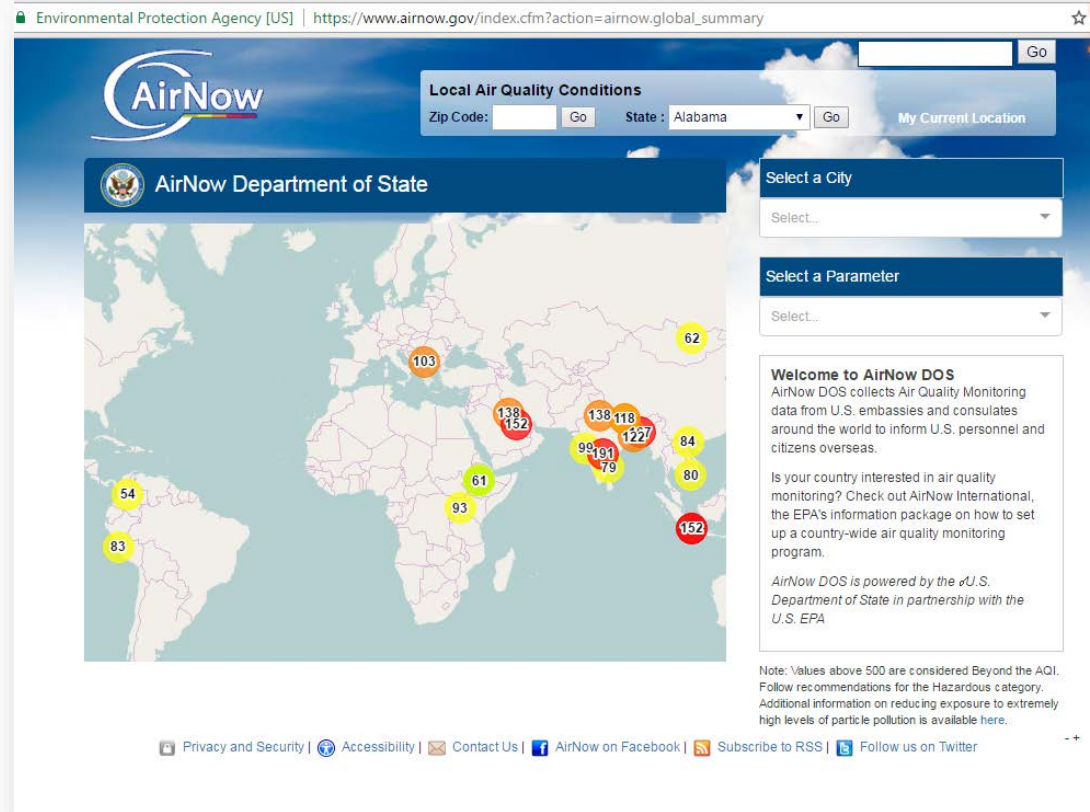 Environmental Protection Agency [US] | https://www.airnow.gov/index.cfm?action=airnow.global_summary
Go
AirNow
Local Air Quality Conditions
Zip Code: Go State : Alabama Go My Current Location
AirNow Department of State
Select a City
Select...
Select a Parameter
Select...
62
103
138
152
138
118
122
99
191
79
84
80
61
93
152
54
83
Welcome to AirNow DOS
AirNow DOS collects Air Quality Monitoring
data from U.S. embassies and consulates
around the world to inform U.S. personnel and
citizens overseas.
Is your country interested in air quality
monitoring? Check out AirNow International,
the EPA's information package on how to set
up a country-wide air quality monitoring
program.
AirNow DOS is powered by the U.S.
Department of State in partnership with the
U.S. EPA
Note: Values above 500 are considered Beyond the AQI.
Follow recommendations for the Hazardous category.
Additional information on reducing exposure to extremely
high levels of particle pollution is available here.
Privacy and Security | Accessibility | Contact Us | AirNow on Facebook | Subscribe to RSS | Follow us on Twitter
- +